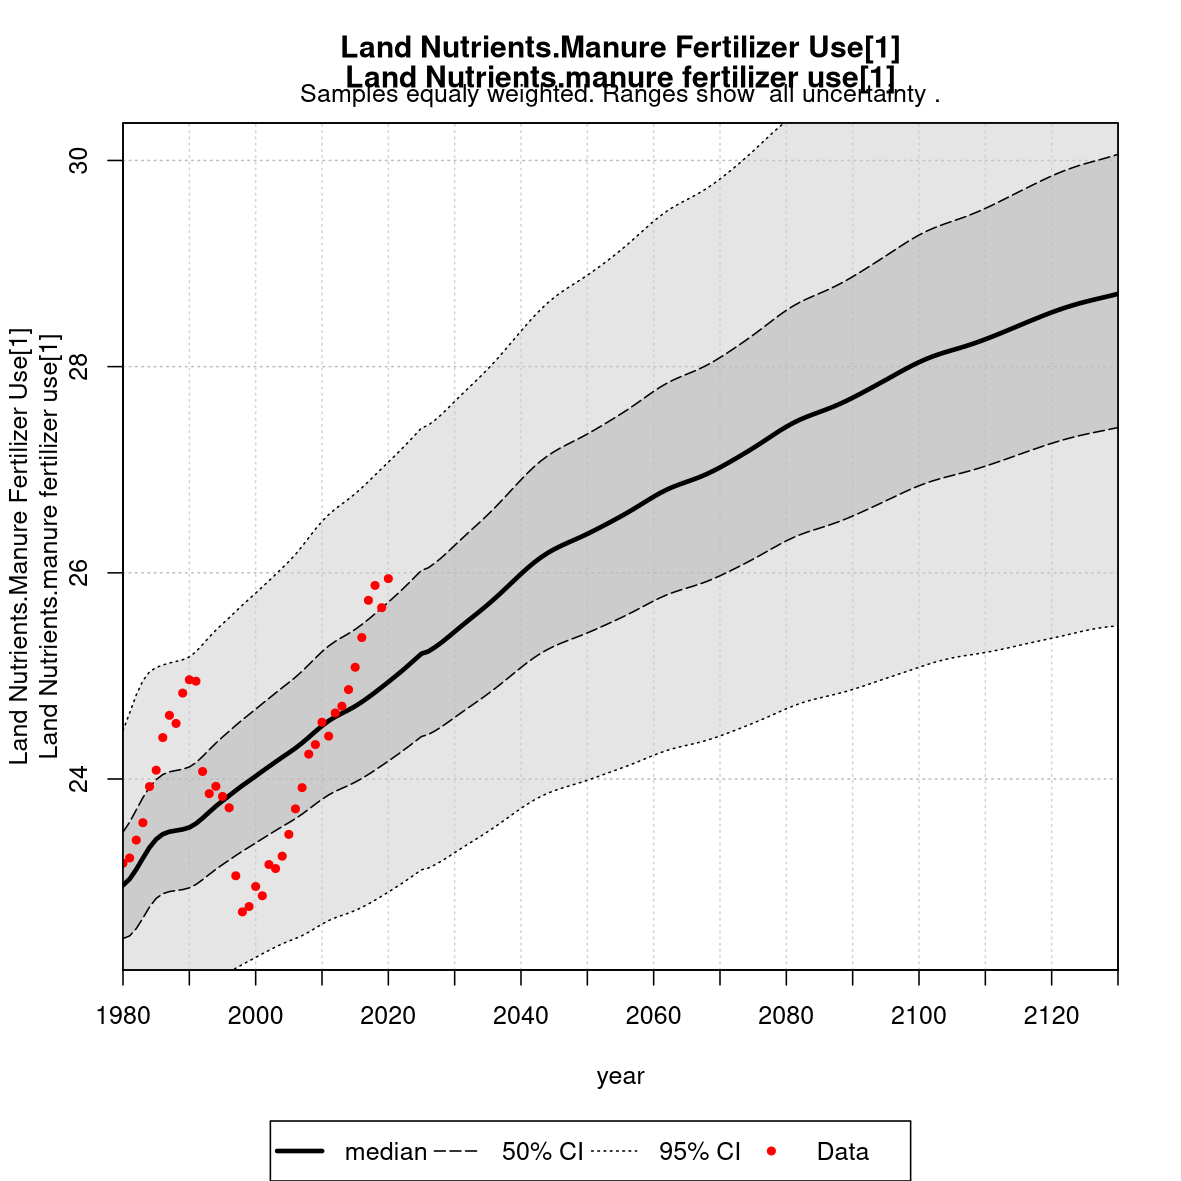 Land Nutrients.Manure Fertilizer Use[1]
Land Nutrients.manure fertilizer use[1]
Samples equaly weighted. Ranges show  all uncertainty .
Land Nutrients.Manure Fertilizer Use[1]
Land Nutrients.manure fertilizer use[1]
30
28
26
24
1980 2000 2020 2040 2060 2080 2100 2120
year
median 50% CI 95% CI Data